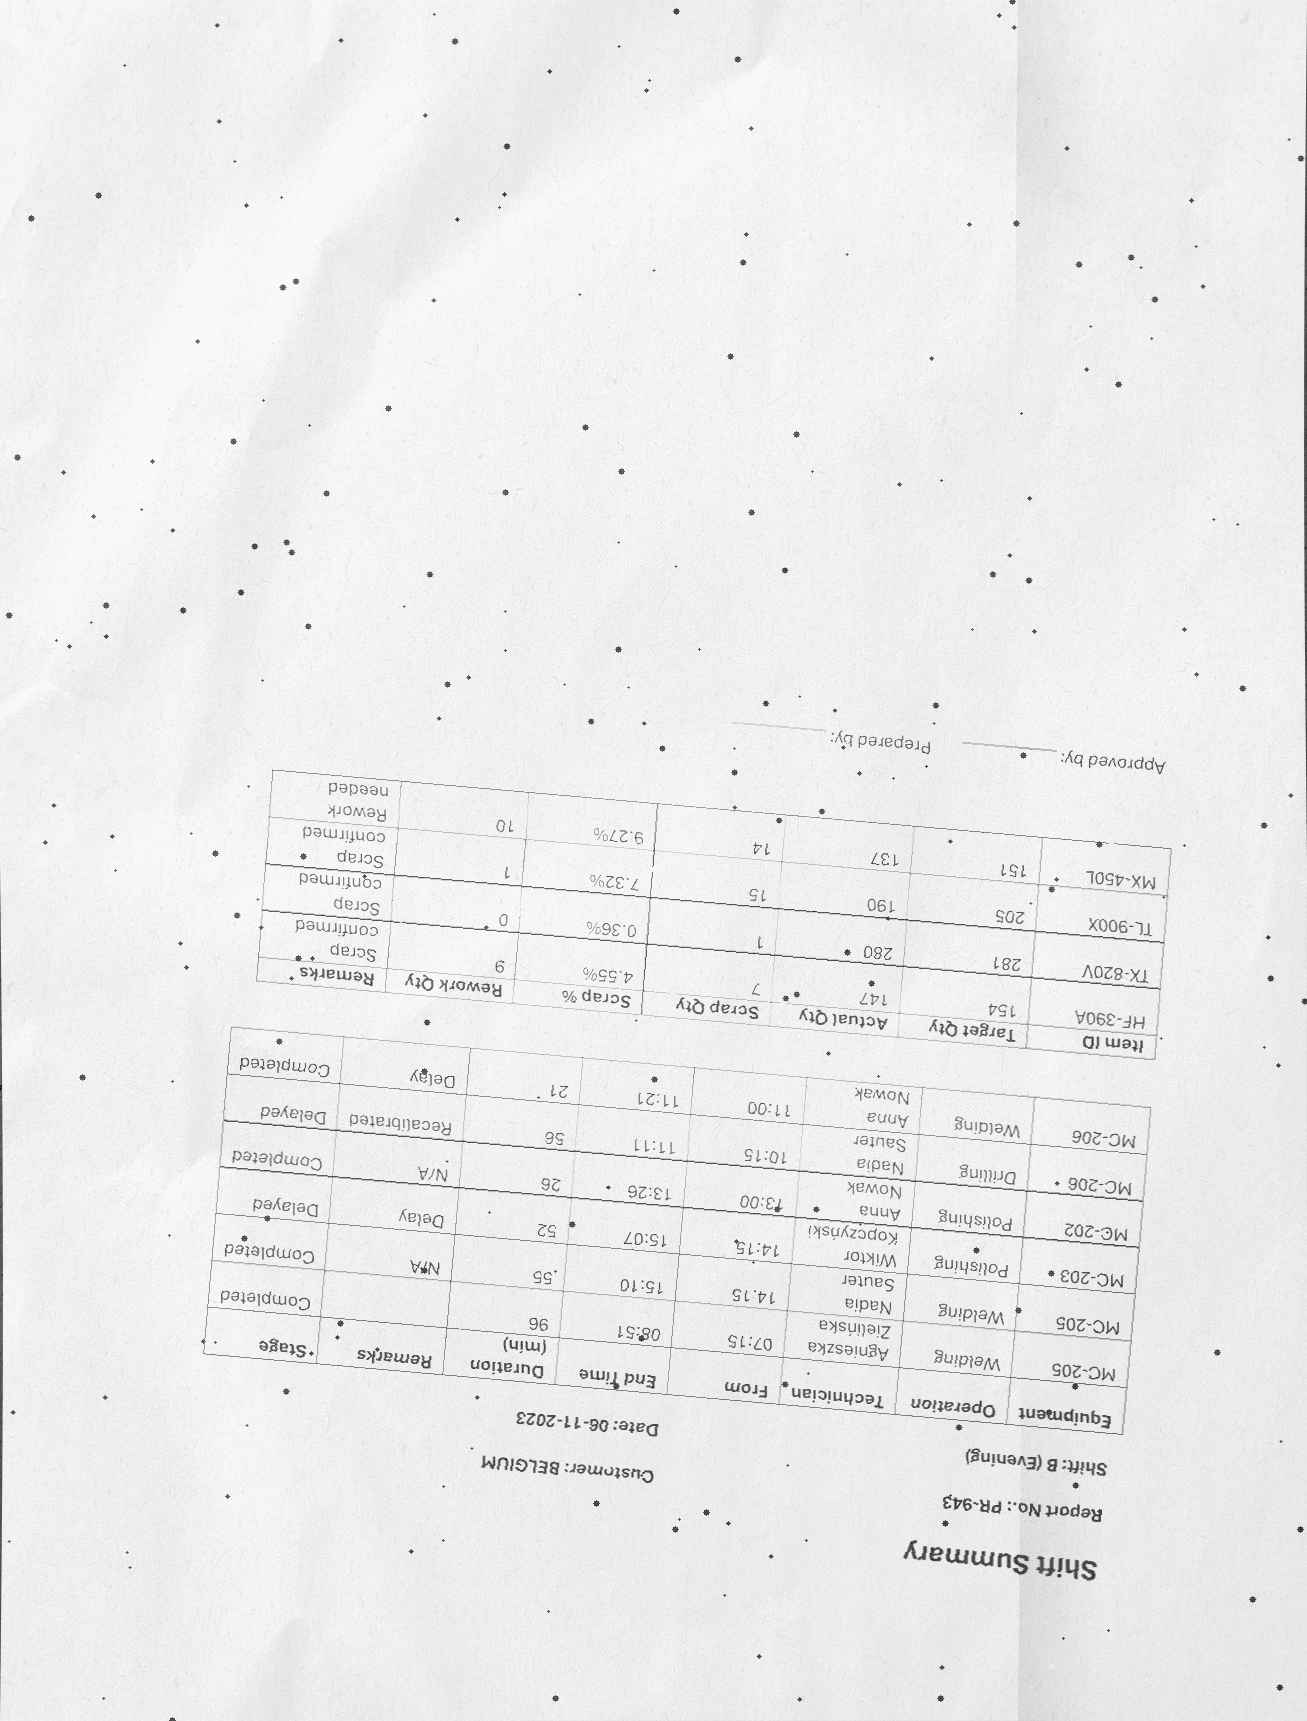 Shift Summary
Report No.: PR-943
Customer: BELGIUM
Shift: B (Evening)
Date: 06-11-2023
Equipment Operation Technician From End Time Duration (min) Remarks Stage
MC-205 Welding Agnieszka Zielińska 07:15 08:51 96 Completed
MC-205 Welding Nadia Sauter 14:15 15:10 55 N/A Completed
MC-203 Polishing Wiktor Kopczyński 14:15 15:07 52 Delay Delayed
MC-202 Polishing Anna Nowak 13:00 13:26 26 N/A Completed
MC-206 Drilling Nadia Sauter 10:15 11:11 56 Recalibrated Delayed
MC-206 Welding Anna Nowak 11:00 11:21 21 Delay Completed
Item ID Target Qty Actual Qty Scrap Qty Scrap % Rework Qty Remarks
HF-390A 154 147 7 4.55% 9 Scrap confirmed
TX-820V 281 280 1 0.36% 0 Scrap confirmed
TL-900X 205 190 15 7.32% 1 Scrap confirmed
MX-450L 151 137 14 9.27% 10 Rework needed
Approved by: Prepared by: